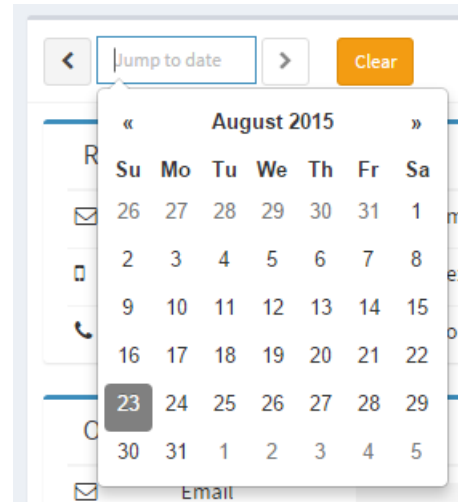 Jump to date
Clear
« August 2015 »
Su Mo Tu We Th Fr Sa
26 27 28 29 30 31 1
2 3 4 5 6 7 8
9 10 11 12 13 14 15
16 17 18 19 20 21 22
23 24 25 26 27 28 29
30 31 1 2 3 4 5
Email